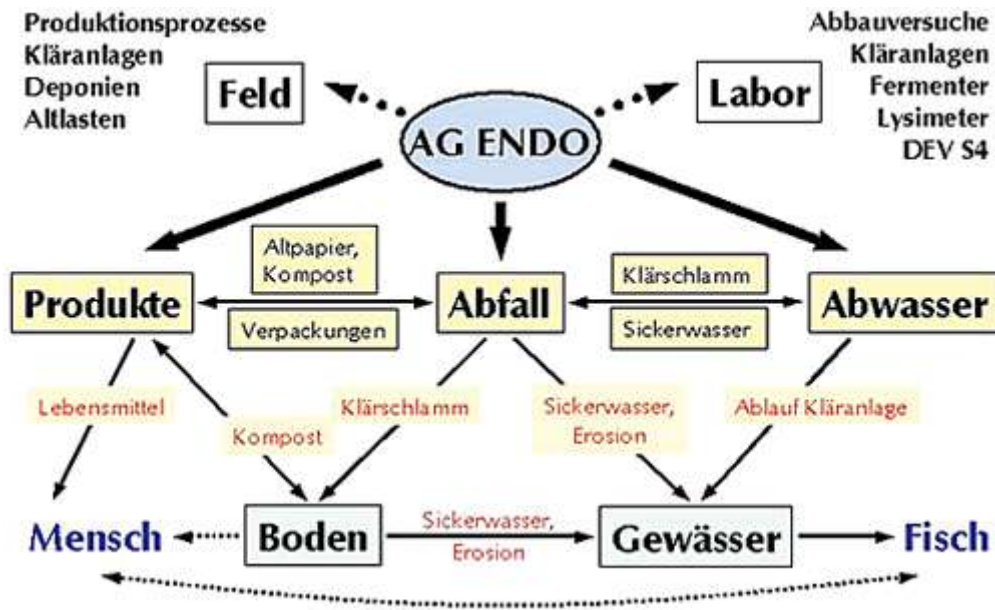 Produktionsprozesse
Kläranlagen
Deponien
Altlasten
Feld
AG ENDO
Labor
Abbauversuche
Kläranlagen
Fermenter
Lysimeter
DEV S4
Altpapier,
Kompost
Klärschlamm
Produkte
Abfall
Abwasser
Verpackungen
Sickerwasser
Lebensmittel
Kompost
Klärschlamm
Sickerwasser,
Erosion
Ablauf Kläranlage
Mensch
Boden
Sickerwasser,
Erosion
Gewässer
Fisch